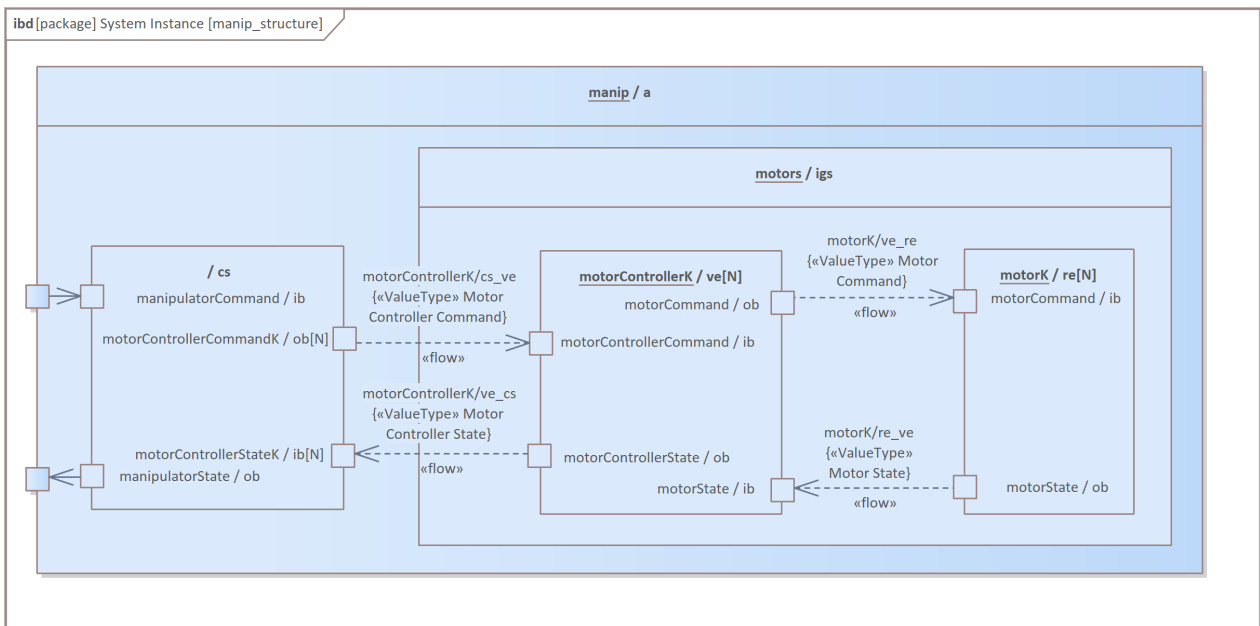 ibd [package] System Instance [manip_structure]
manip / a
motors / igs
/ cs
manipulatorCommand / ib
motorControllerCommandK / ob[N]
motorControllerStateK / ib[N]
manipulatorState / ob
motorControllerK/cs_ve
{«ValueType» Motor
Controller Command}
«flow»
motorControllerK/ve_cs
{«ValueType» Motor
Controller State}
«flow»
motorControllerK / ve[N]
motorCommand / ob
motorControllerCommand / ib
motorControllerState / ob
motorState / ib
motorK/ve_re
{«ValueType» Motor
Command}
«flow»
motorK/re_ve
{«ValueType»
Motor State}
«flow»
motorK / re[N]
motorCommand / ib
motorState / ob